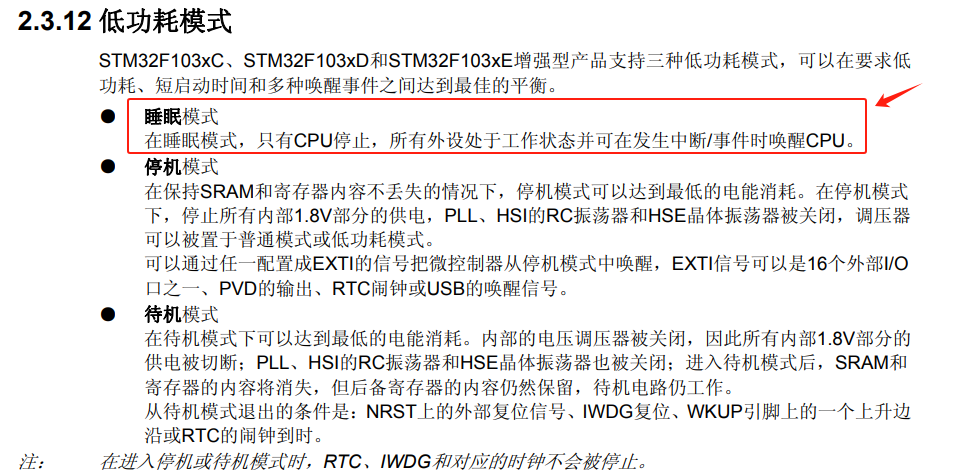 2.3.12 低功耗模式
STM32F103xC、STM32F103xD和STM32F103xE增强型产品支持三种低功耗模式，可以在要求低
功耗、短启动时间和多种唤醒事件之间达到最佳的平衡。
● 睡眠模式
在睡眠模式，只有CPU停止，所有外设处于工作状态并可在发生中断/事件时唤醒CPU。
● 停机模式
在保持SRAM和寄存器内容不丢失的情况下，停机模式可以达到最低的电能消耗。在停机模式
下，停止所有内部1.8V部分的供电，PLL、HSI的RC振荡器和HSE晶体振荡器被关闭，调压器
可以被置于普通模式或低功耗模式。
可以通过任一配置成EXTI的信号把微控制器从停机模式中唤醒，EXTI信号可以是16个外部I/O
口之一、PVD的输出、RTC闹钟或USB的唤醒信号。
● 待机模式
在待机模式下可以达到最低的电能消耗。内部的电压调压器被关闭，因此所有内部1.8V部分的
供电被切断；PLL、HSI的RC振荡器和HSE晶体振荡器也被关闭；进入待机模式后，SRAM和
寄存器的内容将消失，但后备寄存器的内容仍然保留，待机电路仍工作。
从待机模式退出的条件是：NRST上的外部复位信号、IWDG复位、WKUP引脚上的一个上升边
沿或RTC的闹钟到时。
注： 在进入停机或待机模式时，RTC、IWDG和对应的时钟不会被停止。